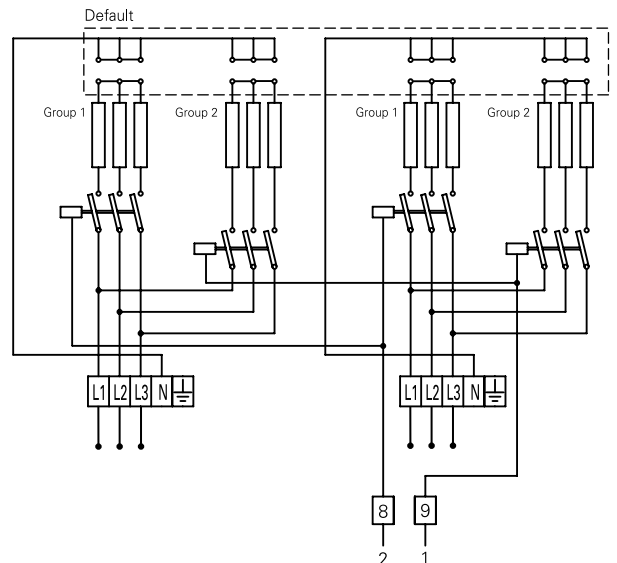 Default
Group 1 Group 2 Group 1 Group 2
L1 L2 L3 N L1 L2 L3 N
8 9
2 1